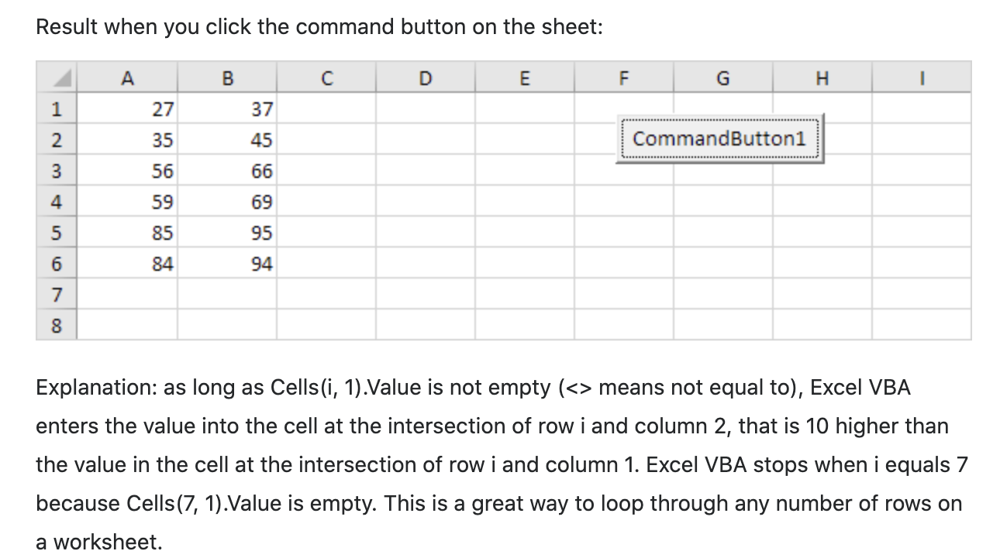 Result when you click the command button on the sheet:
A B C D E F G H I
1 27 37
2 35 45 CommandButton1
3 56 66
4 59 69
5 85 95
6 84 94
7
8
Explanation: as long as Cells(i, 1).Value is not empty (<> means not equal to), Excel VBA
enters the value into the cell at the intersection of row i and column 2, that is 10 higher than
the value in the cell at the intersection of row i and column 1. Excel VBA stops when i equals 7
because Cells(7, 1).Value is empty. This is a great way to loop through any number of rows on
a worksheet.